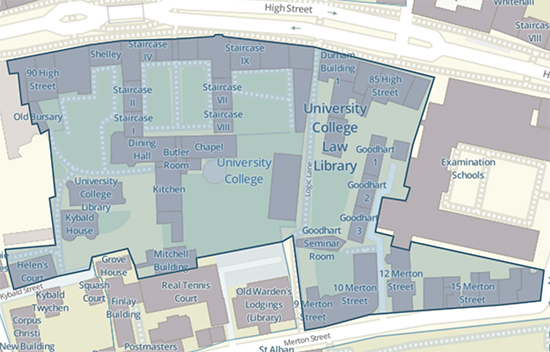 High Street
Whitehall
Staircase
VIII
Shelley
Staircase
IV
Staircase
IX
Durham
Building
1
90 High
Street
85 High
Street
Staircase
II
Staircase
VII
Old Bursary
Staircase
I
Staircase
VIII
University
College
Law
Library
Dining
Hall
Butler
Room
Chapel
Goodhart
1
Examination
Schools
University
College
Kitchen
University
College
Library
Logic Lane
Goodhart
2
Kybald
House
Goodhart
3
Goodhart
Seminar
Room
Helen's
Court
Grove
House
Mitchell
Building
12 Merton
Street
Kybald Street
Squash
Court
Real Tennis
Court
Old Warden's
Lodgings
(Library)
10 Merton
Street
15 Merton
Street
Kybald
Twychen
Finlay
Building
9 Merton
Street
Corpus
Christi
New Building
Postmasters
Merton Street
St Alban